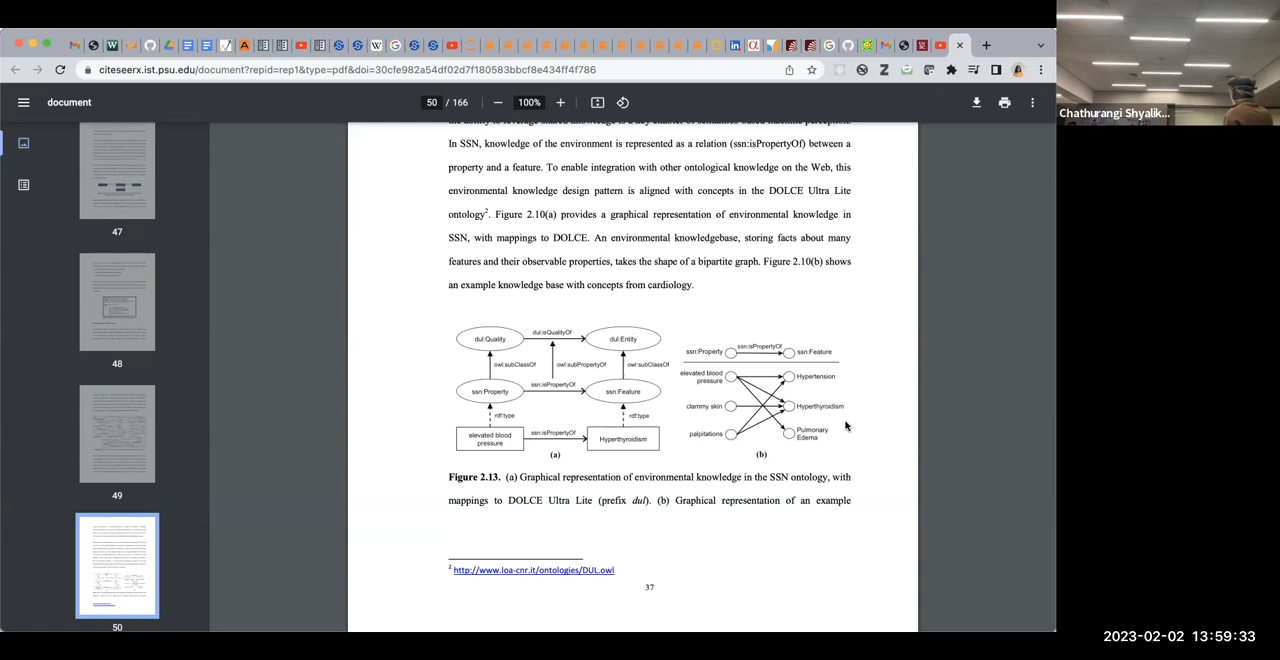 citeseerx.ist.psu.edu/document?repid=rep1&type=pdf&doi=30cfe982a54df02d7f180583bbcf8e434ff4f786
document
50 / 166
100%
Chathurangi Shyalik...
47
48
49
50
In SSN, knowledge of the environment is represented as a relation (ssn:isPropertyOf) between a
property and a feature. To enable integration with other ontological knowledge on the Web, this
environmental knowledge design pattern is aligned with concepts in the DOLCE Ultra Lite
ontology2. Figure 2.10(a) provides a graphical representation of environmental knowledge in
SSN, with mappings to DOLCE. An environmental knowledgebase, storing facts about many
features and their observable properties, takes the shape of a bipartite graph. Figure 2.10(b) shows
an example knowledge base with concepts from cardiology.
dul:Quality
dul:isQualityOf
dul:Entity
owl:subClassOf
owl:subPropertyOf
owl:subClassOf
ssn:Property
ssn:isPropertyOf
ssn:Feature
rdf:type
rdf:type
elevated blood
pressure
ssn:isPropertyOf
Hyperthyroidism
(a)
ssn:Property
ssn:isPropertyOf
ssn:Feature
elevated blood
pressure
Hypertension
clammy skin
Hyperthyroidism
palpitations
Pulmonary
Edema
(b)
Figure 2.13. (a) Graphical representation of environmental knowledge in the SSN ontology, with
mappings to DOLCE Ultra Lite (prefix dul). (b) Graphical representation of an example
2 http://www.loa-cnr.it/ontologies/DUL.owl
37
2023-02-02 13:59:33